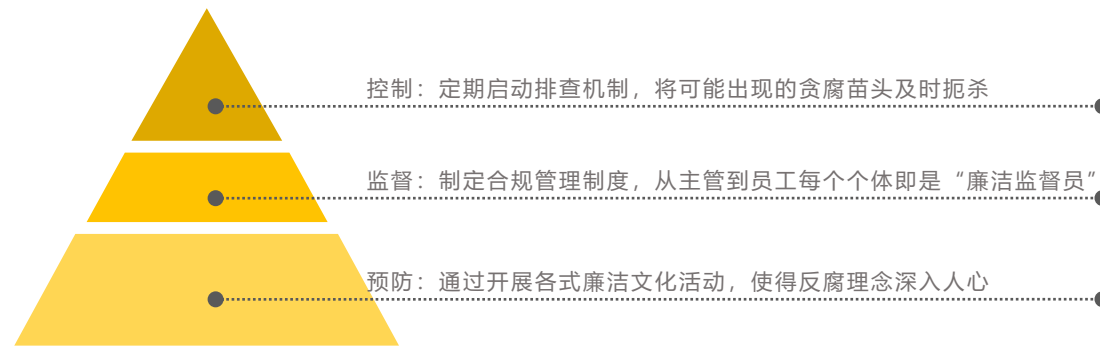 控制：定期启动排查机制，将可能出现的贪腐苗头及时扼杀
监督：制定合规管理制度，从主管到员工每个个体即是“廉洁监督员”
预防：通过开展各式廉洁文化活动，使得反腐理念深入人心